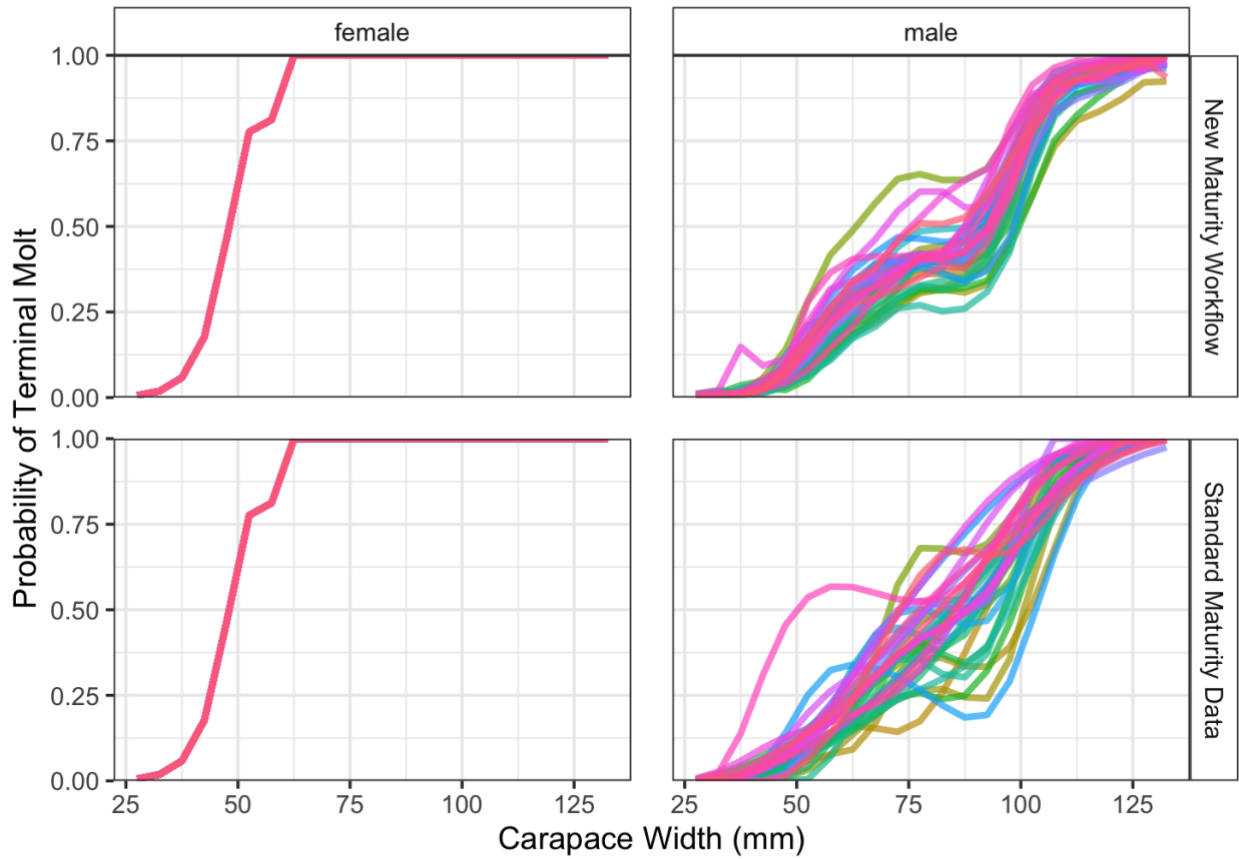 female
male
1.00
0.75
0.50
0.25
0.00
New Maturity Workflow
1.00
0.75
0.50
0.25
0.00
Standard Maturity Data
Probability of Terminal Molt
25 50 75 100 125
25 50 75 100 125
Carapace Width (mm)